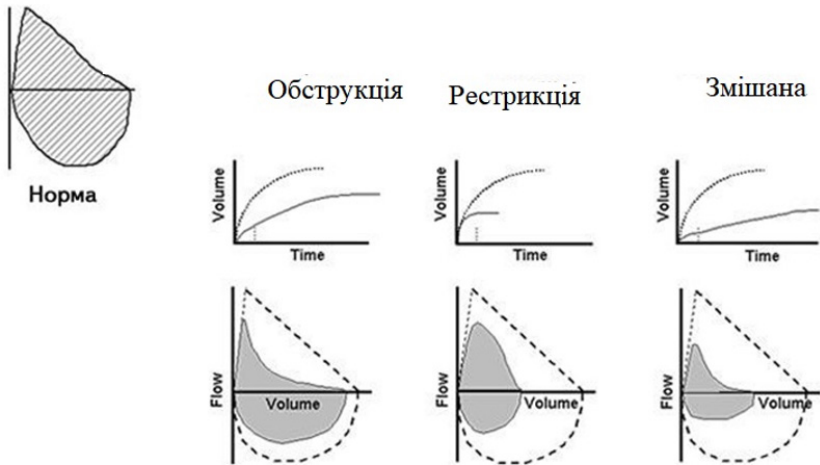 Норма
Обструкція
Рестрикція
Змішана
Volume
Time
Volume
Time
Volume
Time
Flow
Volume
Flow
Volume
Flow
Volume